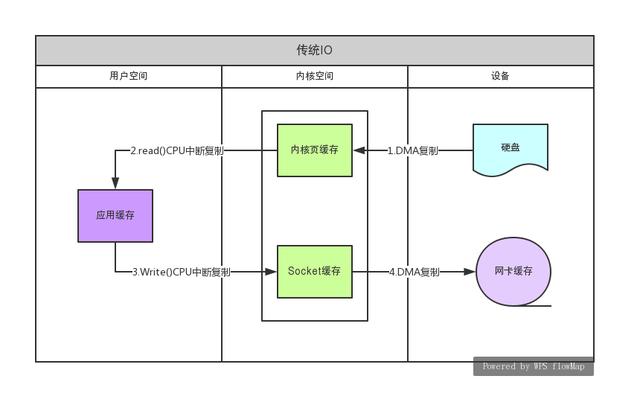 传统IO
用户空间
内核空间
设备
2.read()CPU中断复制
内核页缓存
1.DMA复制
硬盘
应用缓存
3.Write()CPU中断复制
Socket缓存
4.DMA复制
网卡缓存
Powered by WPS flowMap